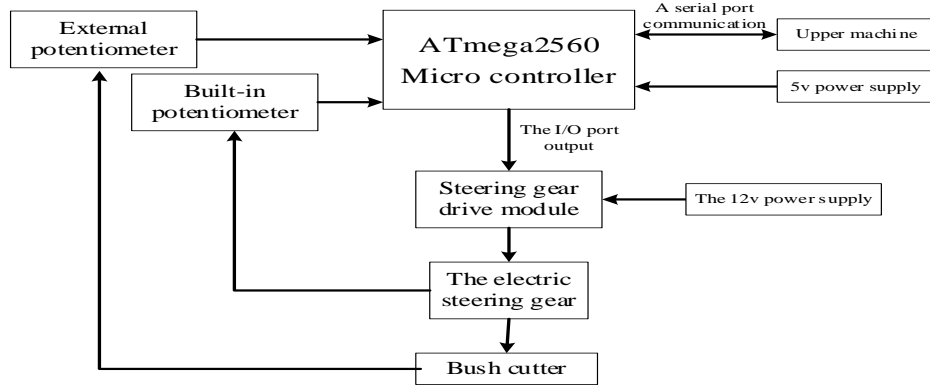 External
potentiometer
ATmega2560
Micro controller
A serial port
communication
Upper machine
Built-in
potentiometer
5v power supply
The I/O port
output
Steering gear
drive module
The 12v power supply
The electric
steering gear
Bush cutter